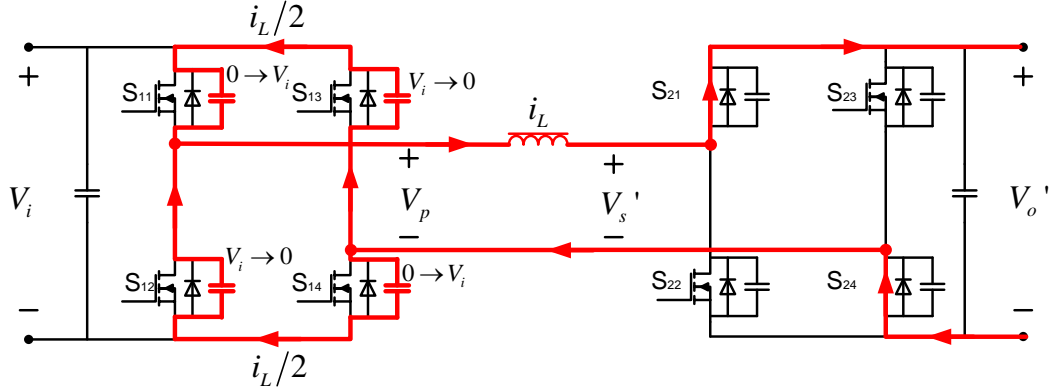 i_L/2
0→V_i
V_i→0
S₁₁
S₁₃
S₂₁
S₂₃
+
i_L
+
+
+
V_i
V_p
V_s'
V_o'
−
−
V_i→0
0→V_i
S₁₂
S₁₄
S₂₂
S₂₄
−
−
i_L/2